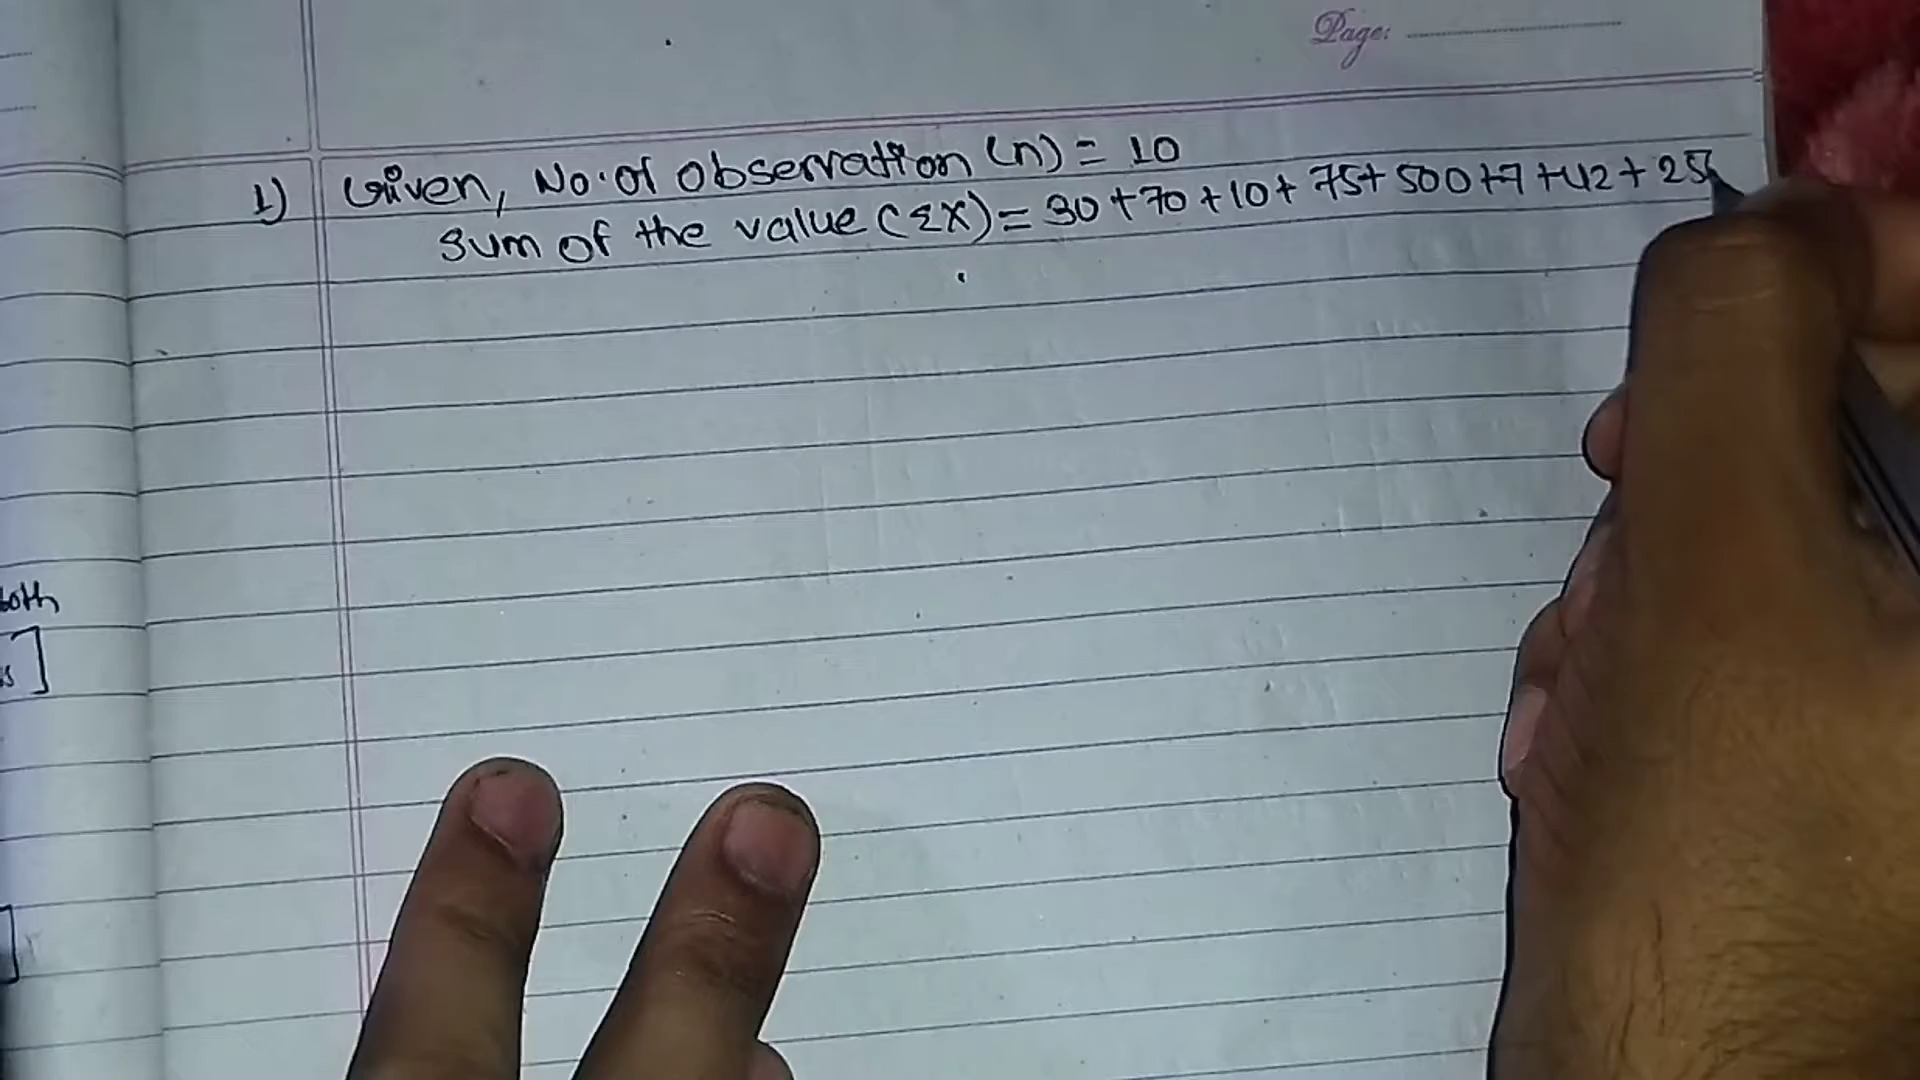 Page:
1) Given, No. of observation (n) = 10
Sum of the value (ΣX) = 30 + 70 + 10 + 75 + 500 + 7 + 42 + 25
both